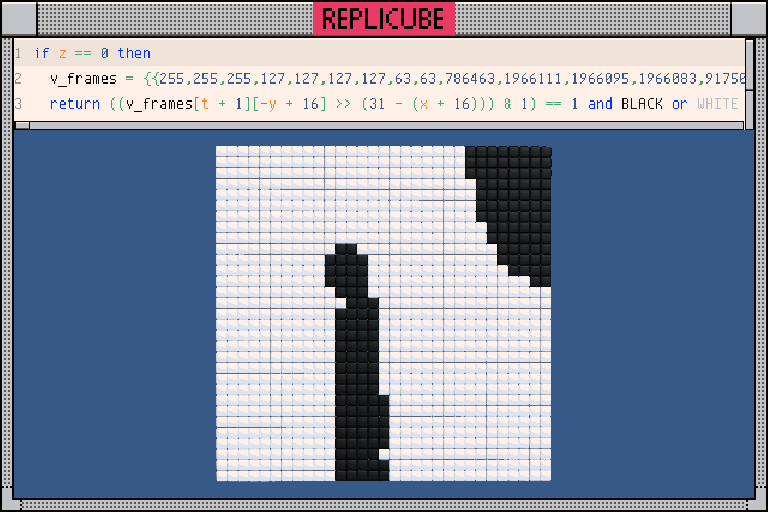 REPLICUBE
1 if z == 0 then
2 v_frames = {{255,255,255,127,127,127,127,63,63,786463,1966111,1966095,1966083,91750
3 return ((v_frames[t + 1][-y + 16] >> (31 - (x + 16))) & 1) == 1 and BLACK or WHITE